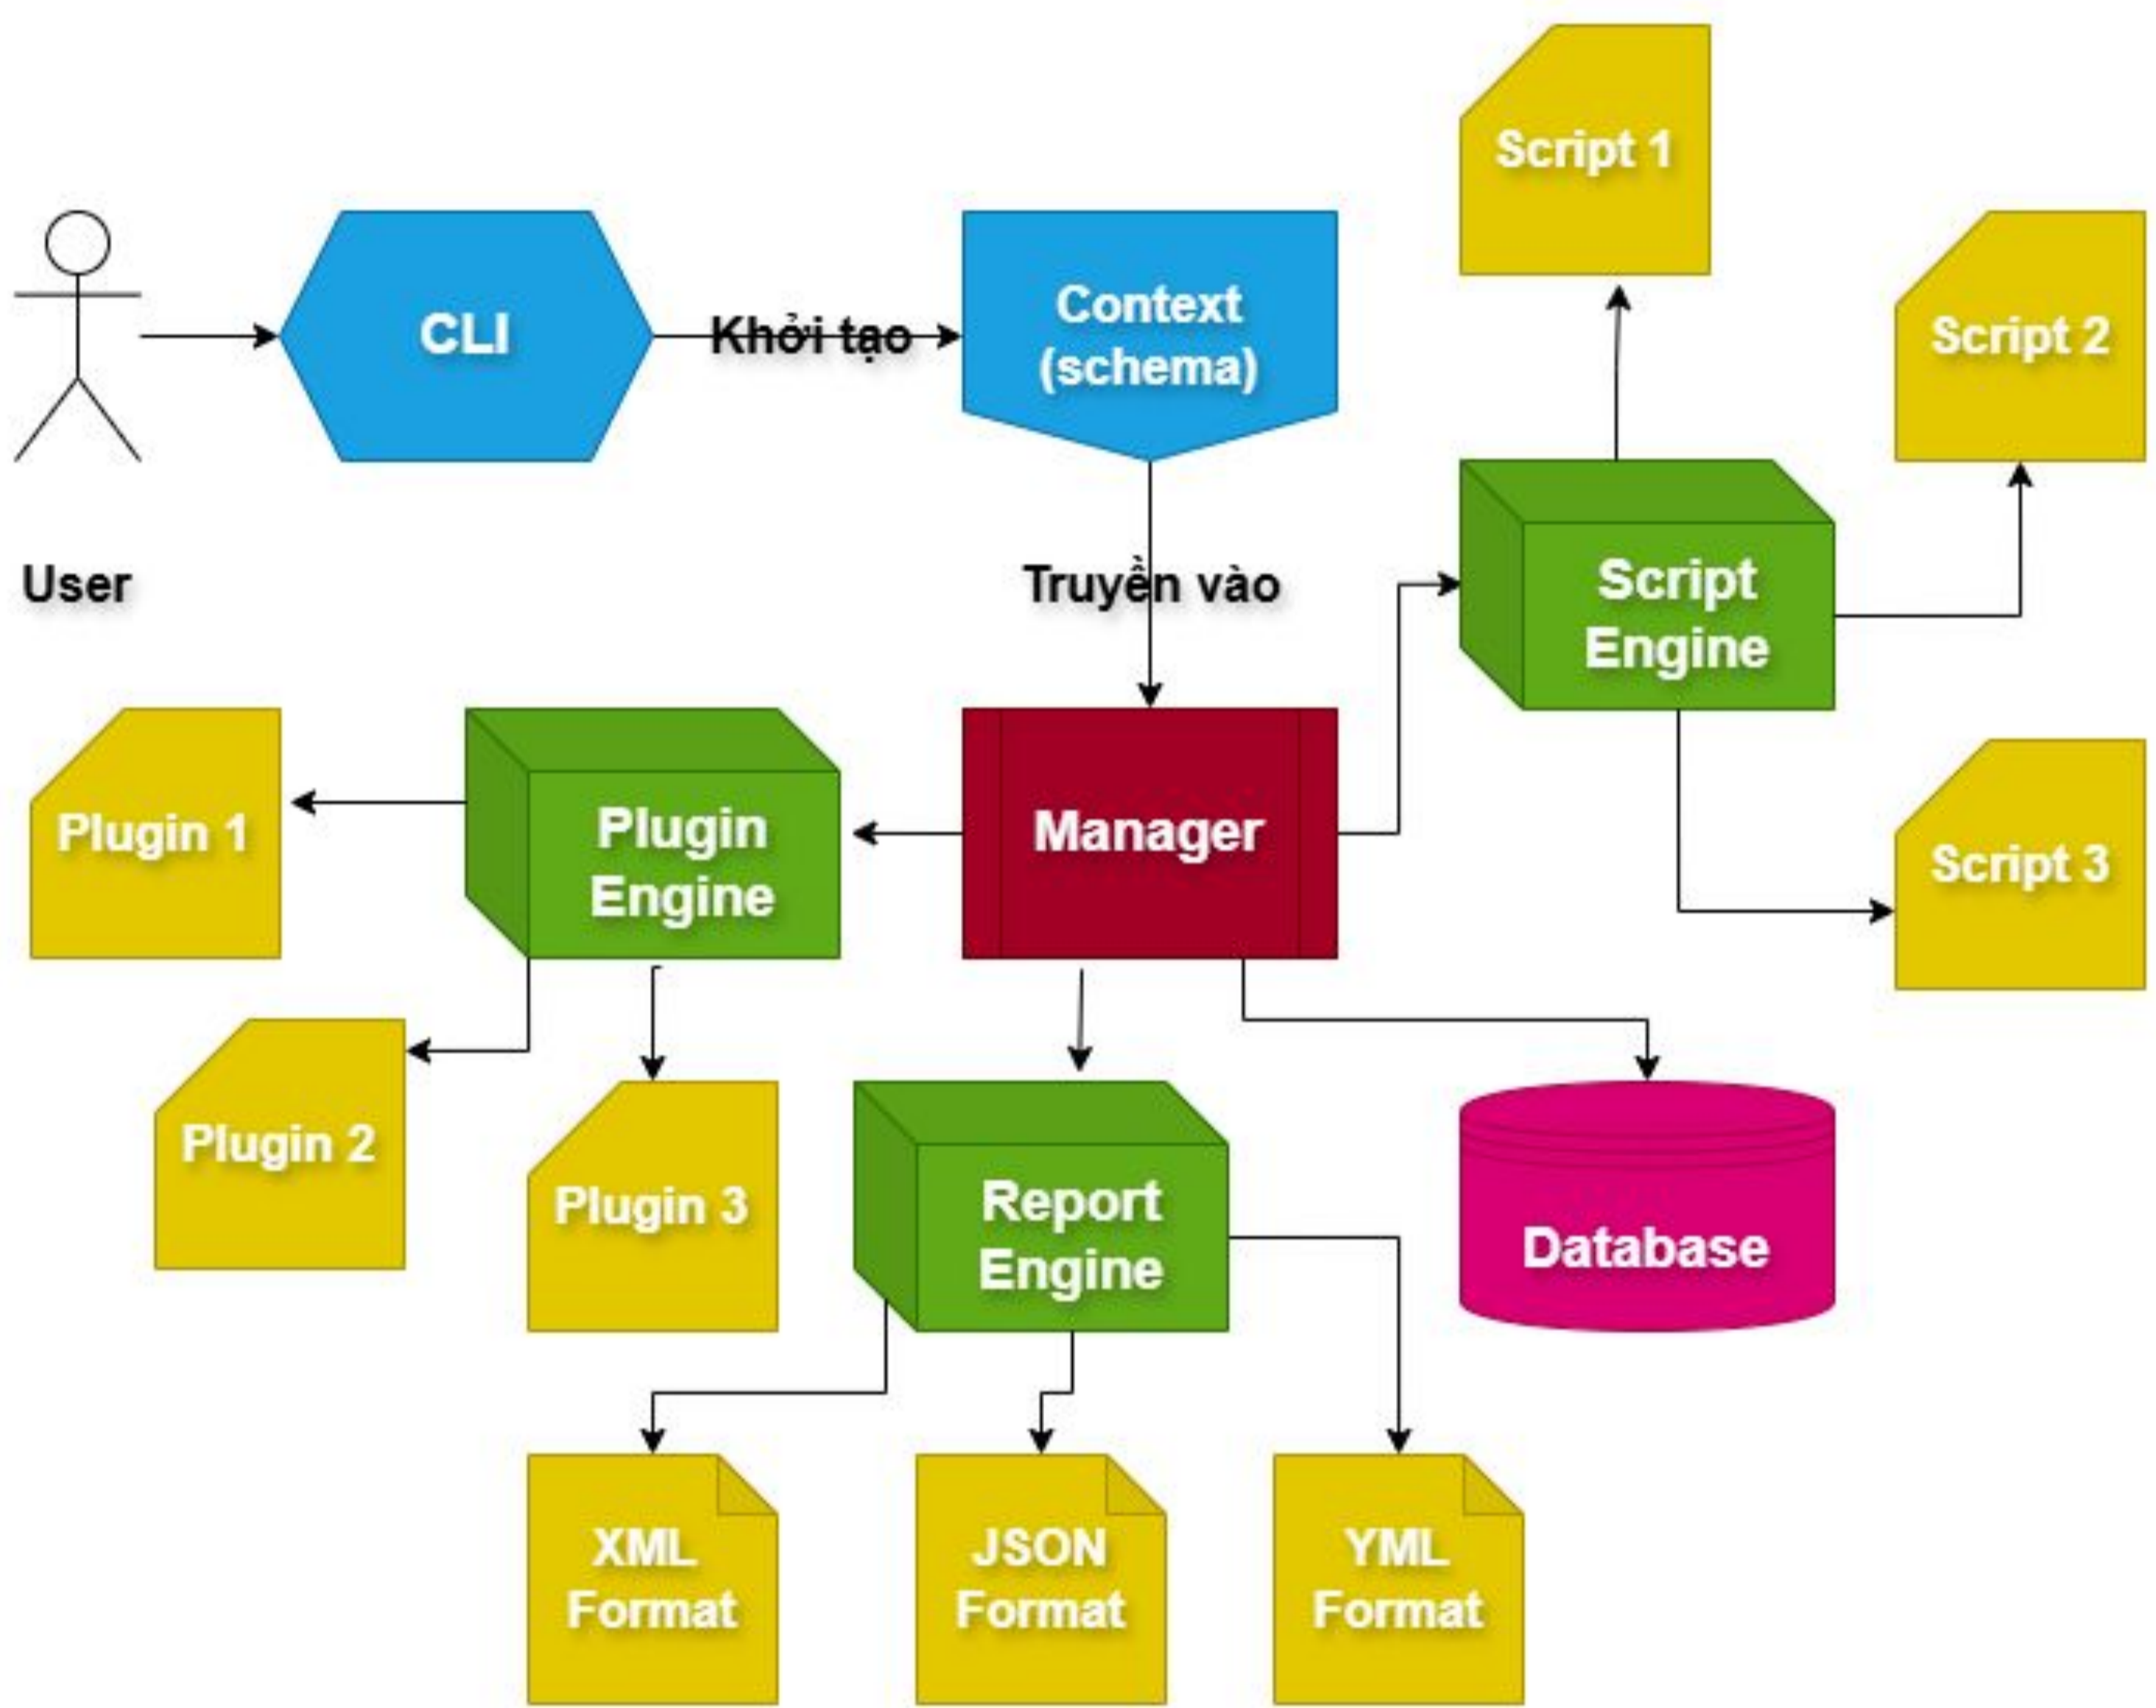 Script 1
CLI
Khởi tạo
Context
(schema)
Script 2
User
Truyền vào
Script
Engine
Plugin 1
Plugin
Engine
Manager
Script 3
Plugin 2
Plugin 3
Report
Engine
Database
XML
Format
JSON
Format
YML
Format